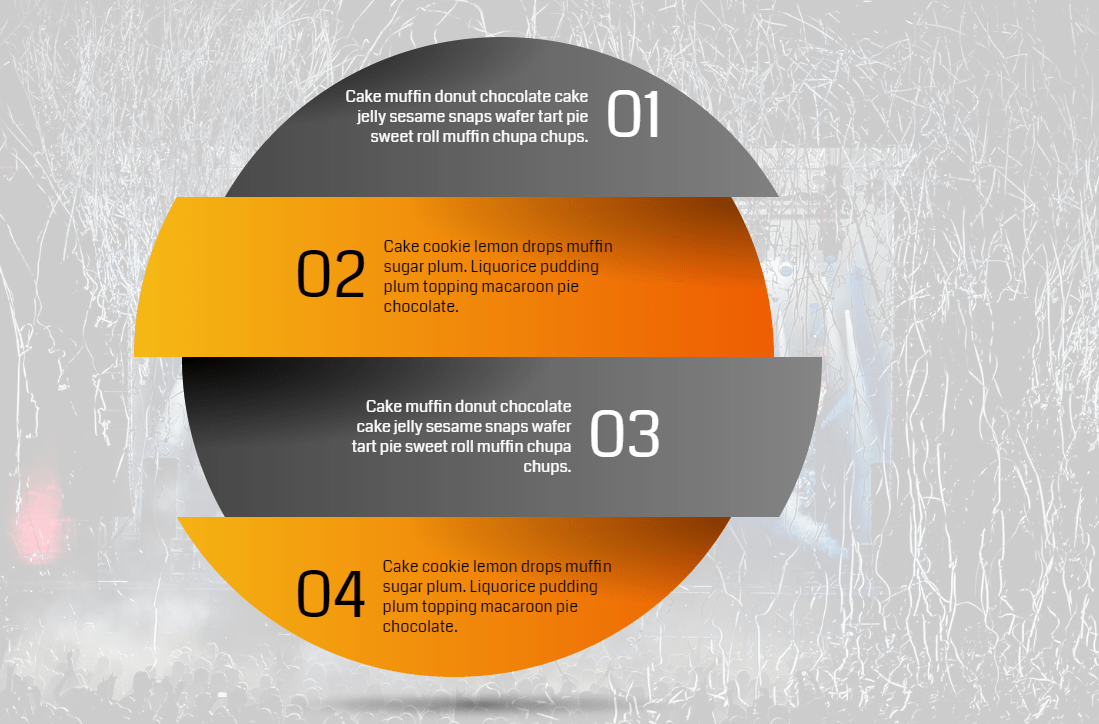 Cake muffin donut chocolate cake
jelly sesame snaps wafer tart pie
sweet roll muffin chupa chups.
01
02
Cake cookie lemon drops muffin
sugar plum. Liquorice pudding
plum topping macaroon pie
chocolate.
Cake muffin donut chocolate
cake jelly sesame snaps wafer
tart pie sweet roll muffin chupa
chups.
03
04
Cake cookie lemon drops muffin
sugar plum. Liquorice pudding
plum topping macaroon pie
chocolate.